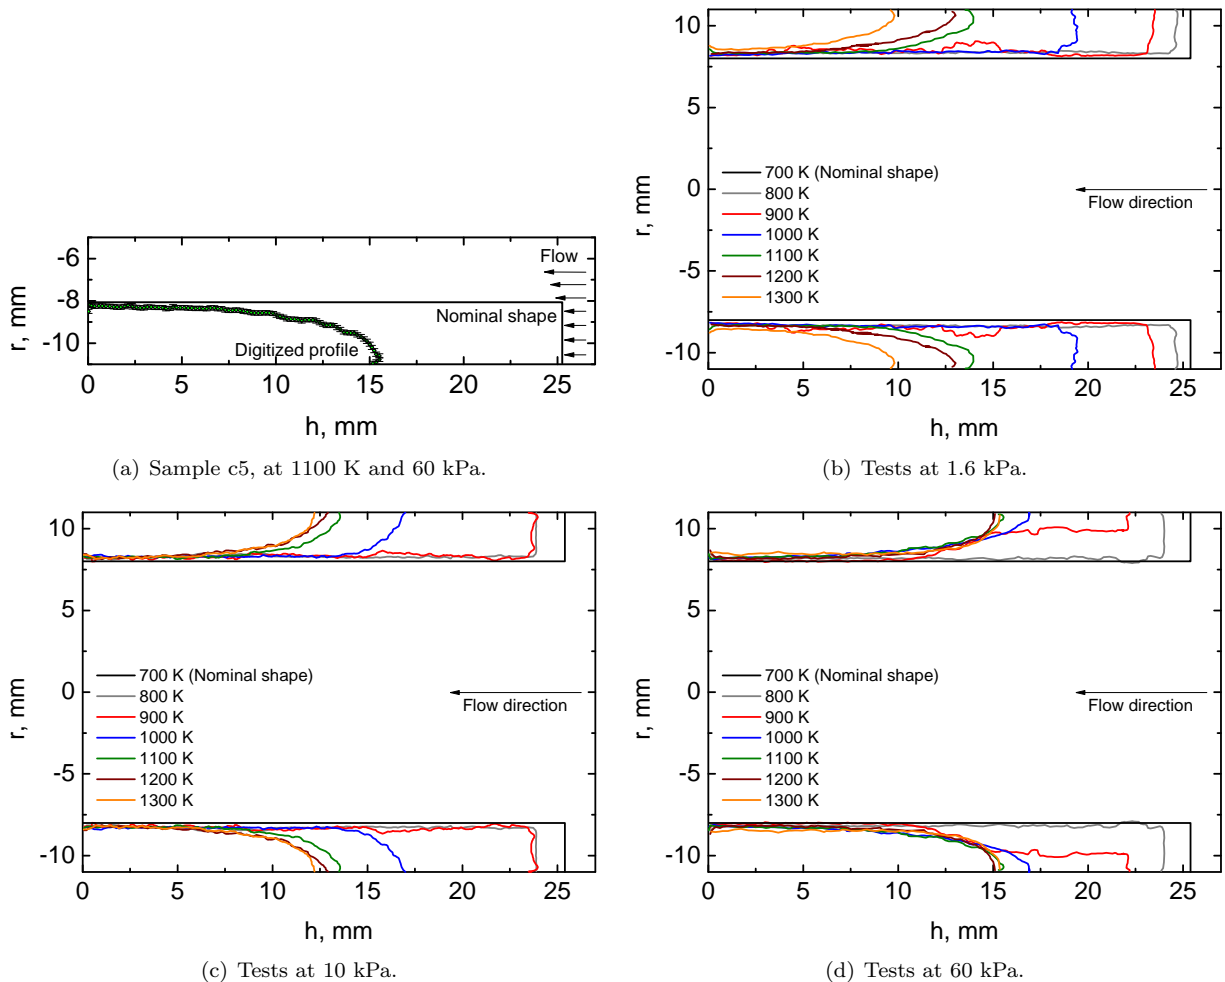 r, mm
-6
-8
-10
Flow
Nominal shape
Digitized profile
0
5
10
15
20
25
h, mm
(a) Sample c5, at 1100 K and 60 kPa.
r, mm
10
5
0
-5
-10
700 K (Nominal shape)
800 K
900 K
1000 K
1100 K
1200 K
1300 K
Flow direction
0
5
10
15
20
25
h, mm
(b) Tests at 1.6 kPa.
r, mm
10
5
0
-5
-10
700 K (Nominal shape)
800 K
900 K
1000 K
1100 K
1200 K
1300 K
Flow direction
0
5
10
15
20
25
h, mm
(c) Tests at 10 kPa.
r, mm
10
5
0
-5
-10
700 K (Nominal shape)
800 K
900 K
1000 K
1100 K
1200 K
1300 K
Flow direction
0
5
10
15
20
25
h, mm
(d) Tests at 60 kPa.